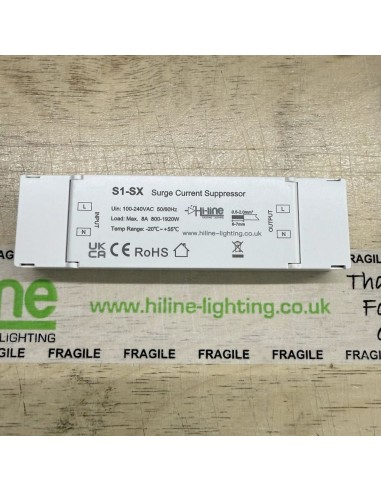 S1-SX Surge Current Suppressor
Uin: 100-240VAC 50/60Hz
Load: Max. 8A 800-1920W
Temp Range: -20℃~+55℃
UK CA CE RoHS
Hi-line
0.5-2.0mm²
6-7mm
www.hiline-lighting.co.uk
L
N
INPUT
OUTPUT
L
N
www.hiline-lighting.co.uk
line
LIGHTING
FRAGILE FRAGILE FRAGILE FRAGILE FRAGILE